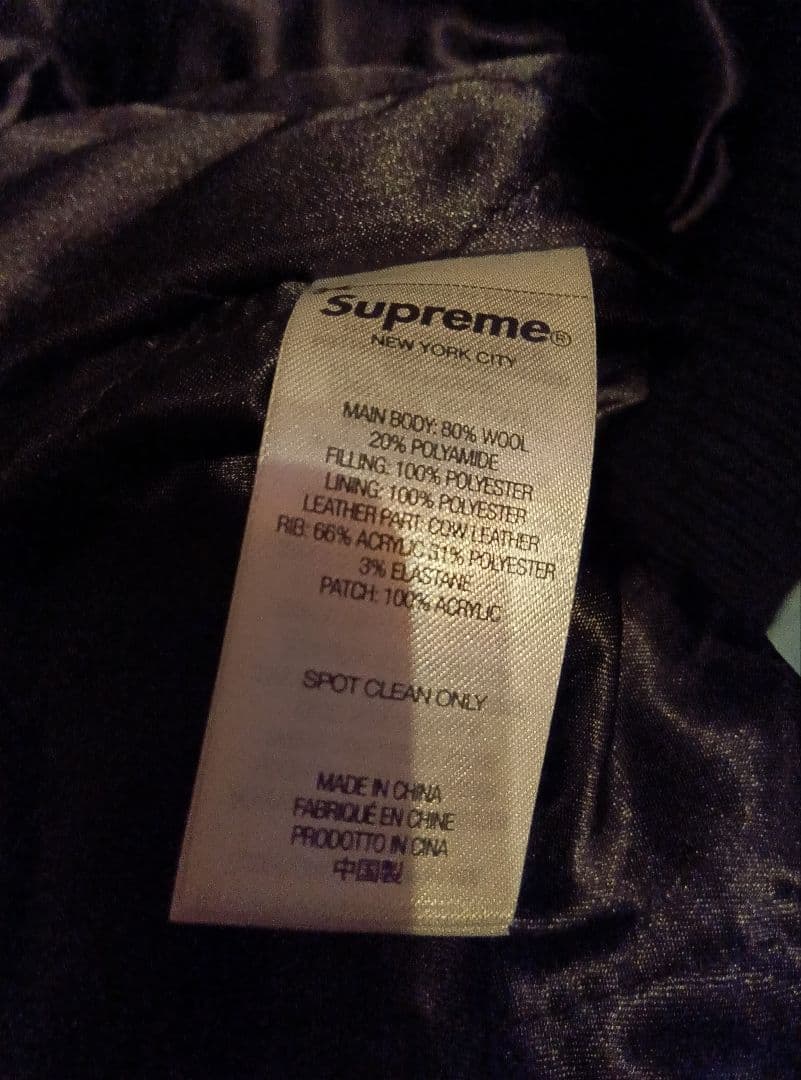 Supreme®
NEW YORK CITY
MAIN BODY: 80% WOOL
20% POLYAMIDE
FILLING: 100% POLYESTER
LINING: 100% POLYESTER
LEATHER PART: COW LEATHER
RIB: 66% ACRYLIC 31% POLYESTER
3% ELASTANE
PATCH: 100% ACRYLIC
SPOT CLEAN ONLY
MADE IN CHINA
FABRIQUÉ EN CHINE
PRODOTTO IN CINA
中国製